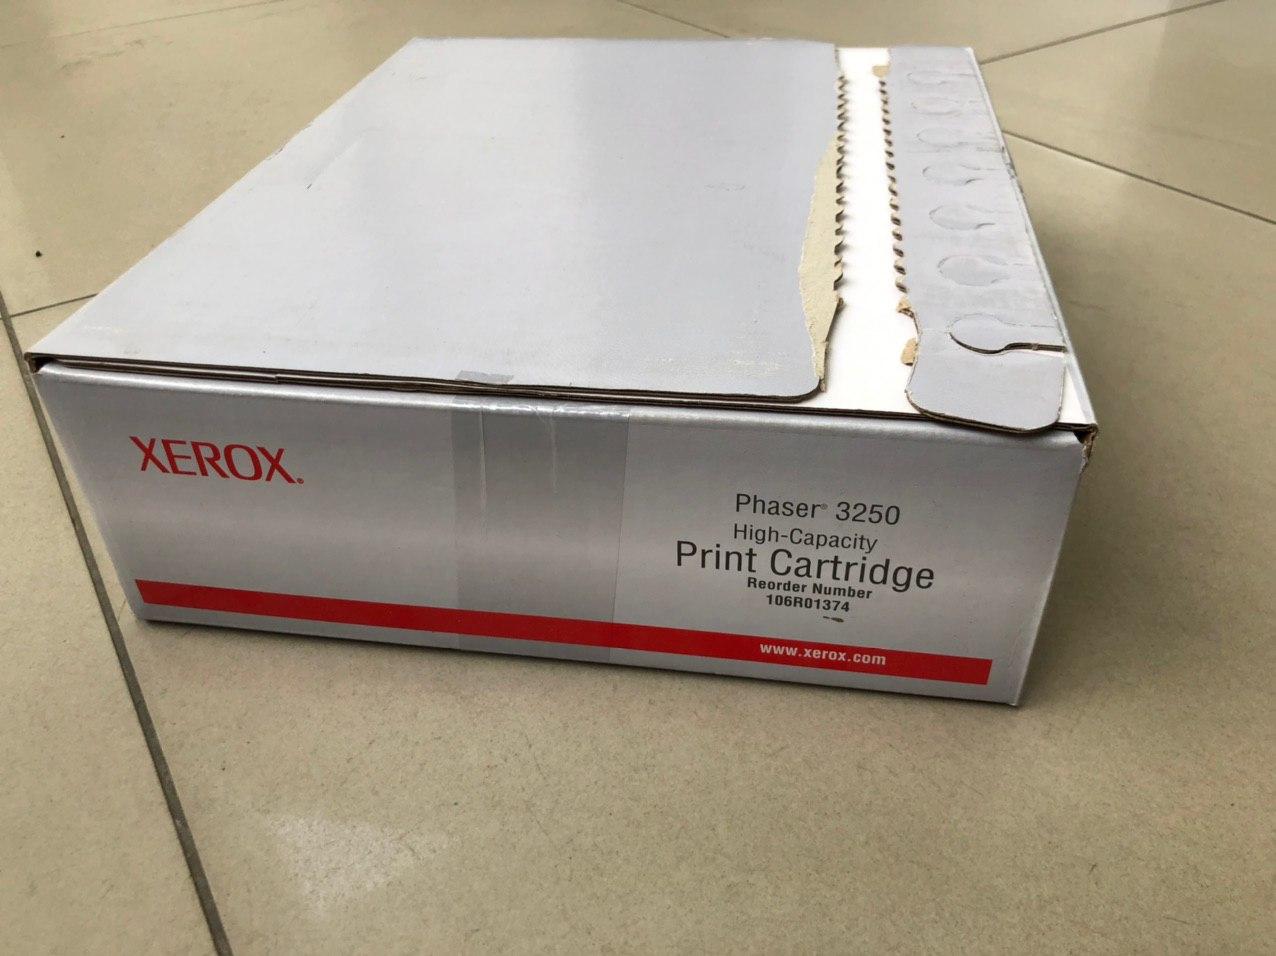 XEROX®
Phaser® 3250
High-Capacity
Print Cartridge
Reorder Number
106R01374
www.xerox.com